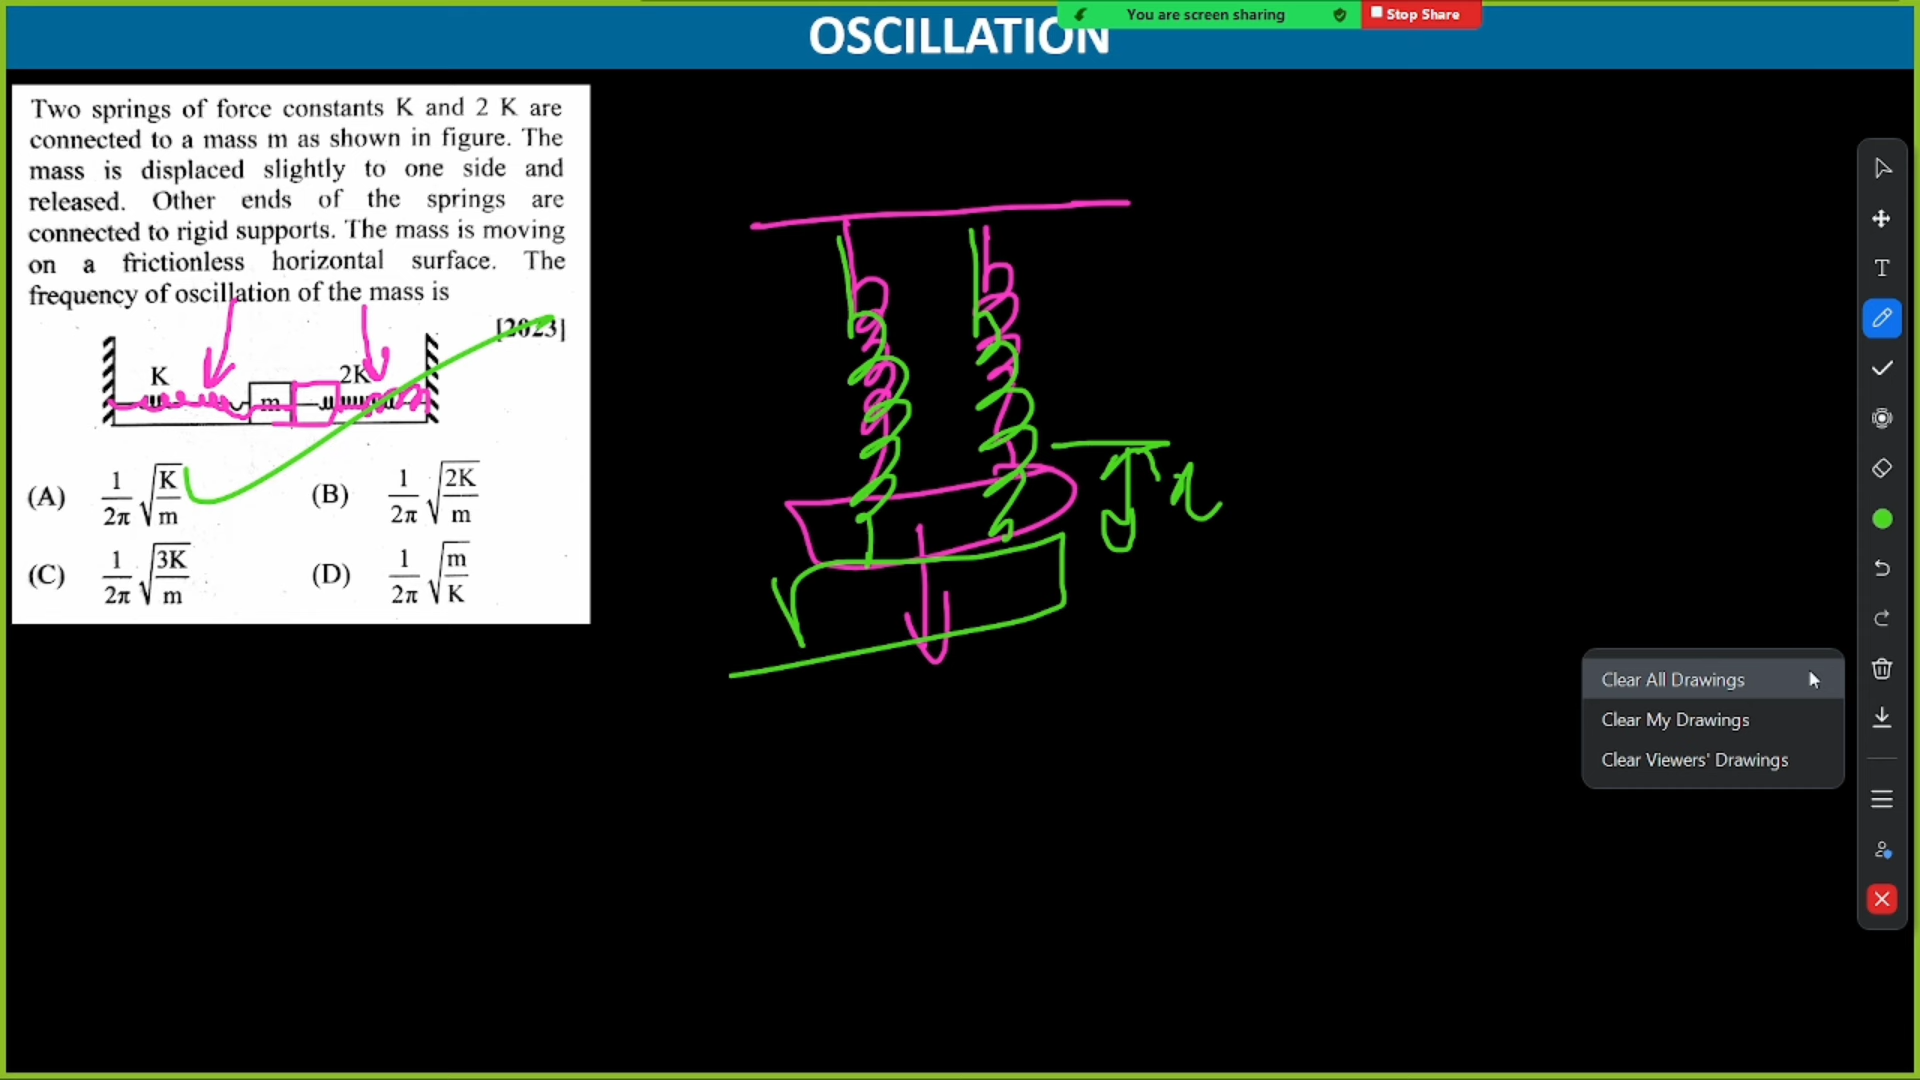 You are screen sharing
Stop Share
OSCILLATION
Two springs of force constants K and 2 K are
connected to a mass m as shown in figure. The
mass is displaced slightly to one side and
released. Other ends of the springs are
connected to rigid supports. The mass is moving
on a frictionless horizontal surface. The
frequency of oscillation of the mass is
[2023]
K 2K
m
(A) 1/2π √K/m (B) 1/2π √2K/m
(C) 1/2π √3K/m (D) 1/2π √m/K
x
T
Clear All Drawings
Clear My Drawings
Clear Viewers' Drawings